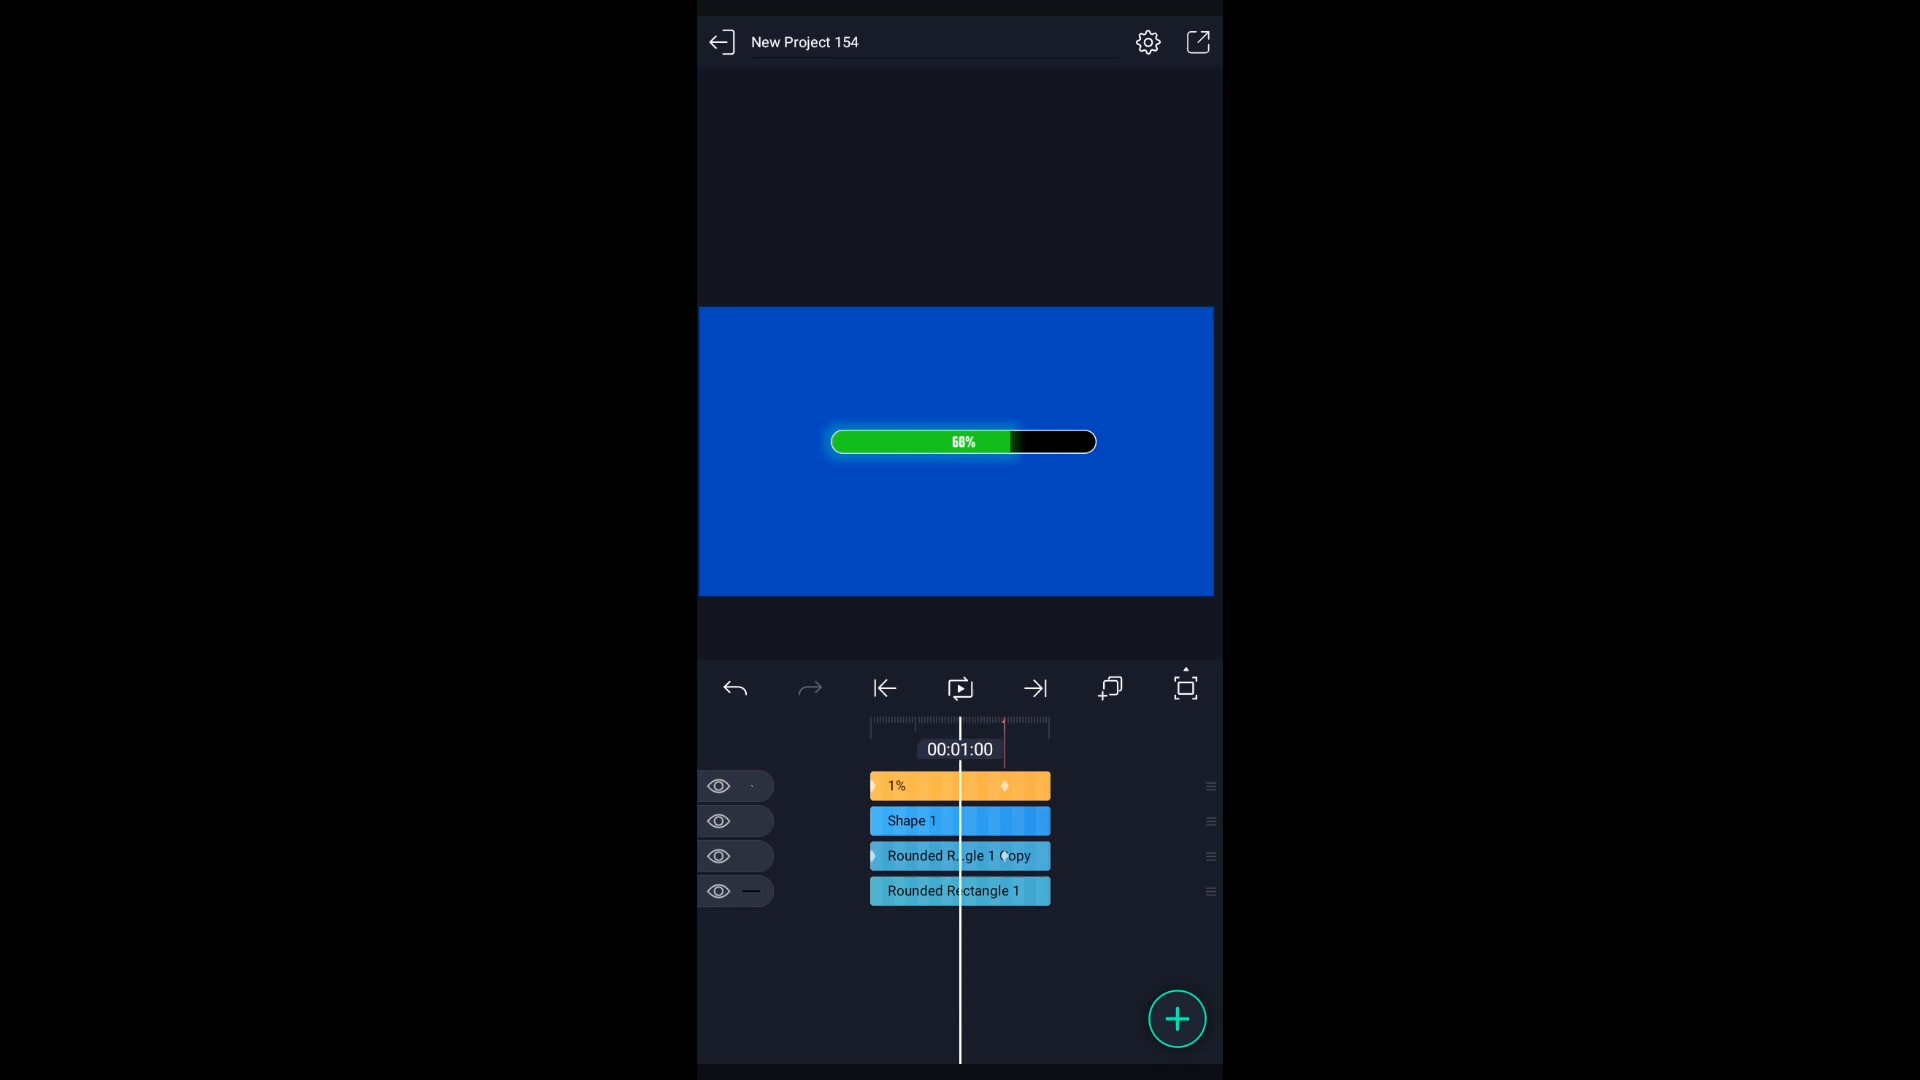 New Project 154
68%
00:01:00
1%
Shape 1
Rounded R...gle 1 Copy
Rounded Rectangle 1